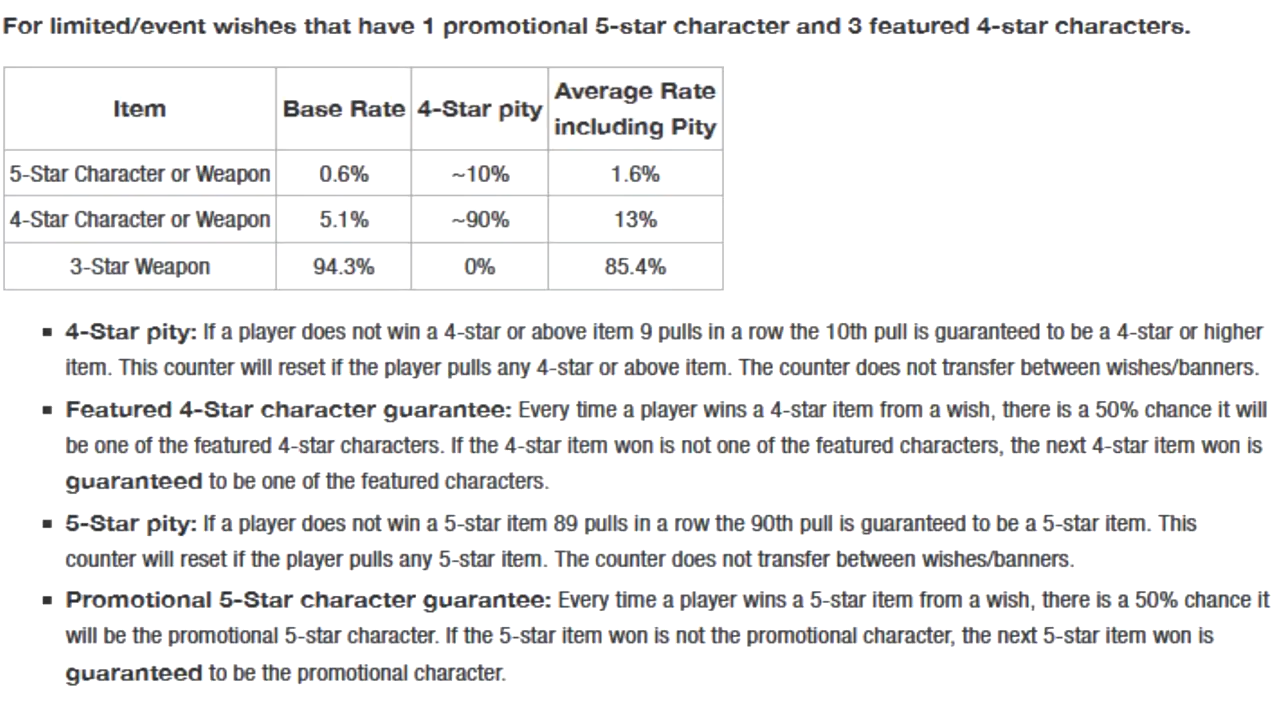 For limited/event wishes that have 1 promotional 5-star character and 3 featured 4-star characters.
Item Base Rate 4-Star pity Average Rate including Pity
5-Star Character or Weapon 0.6% ~10% 1.6%
4-Star Character or Weapon 5.1% ~90% 13%
3-Star Weapon 94.3% 0% 85.4%
▪ 4-Star pity: If a player does not win a 4-star or above item 9 pulls in a row the 10th pull is guaranteed to be a 4-star or higher
item. This counter will reset if the player pulls any 4-star or above item. The counter does not transfer between wishes/banners.
▪ Featured 4-Star character guarantee: Every time a player wins a 4-star item from a wish, there is a 50% chance it will
be one of the featured 4-star characters. If the 4-star item won is not one of the featured characters, the next 4-star item won is
guaranteed to be one of the featured characters.
▪ 5-Star pity: If a player does not win a 5-star item 89 pulls in a row the 90th pull is guaranteed to be a 5-star item. This
counter will reset if the player pulls any 5-star item. The counter does not transfer between wishes/banners.
▪ Promotional 5-Star character guarantee: Every time a player wins a 5-star item from a wish, there is a 50% chance it
will be the promotional 5-star character. If the 5-star item won is not the promotional character, the next 5-star item won is
guaranteed to be the promotional character.